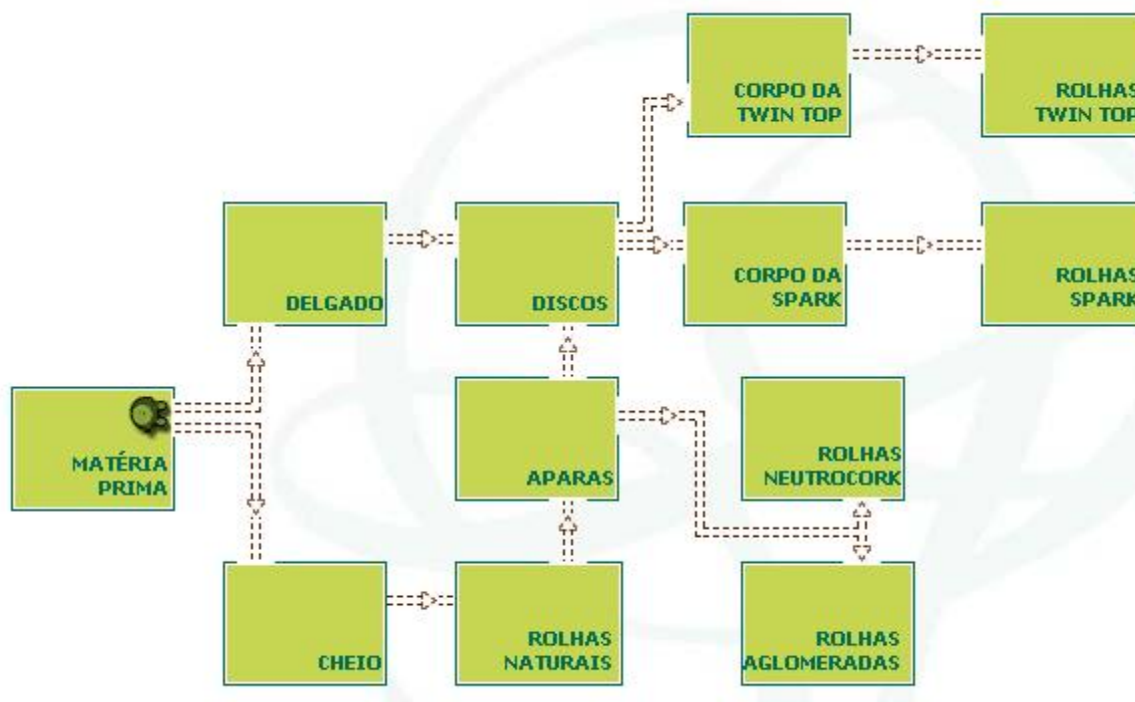 CORPO DA
TWIN TOP
ROLHAS
TWIN TOP
DELGADO
DISCOS
CORPO DA
SPARK
ROLHAS
SPARK
MATÉRIA
PRIMA
APARAS
ROLHAS
NEUTROCORK
CHEIO
ROLHAS
NATURAIS
ROLHAS
AGLOMERADAS